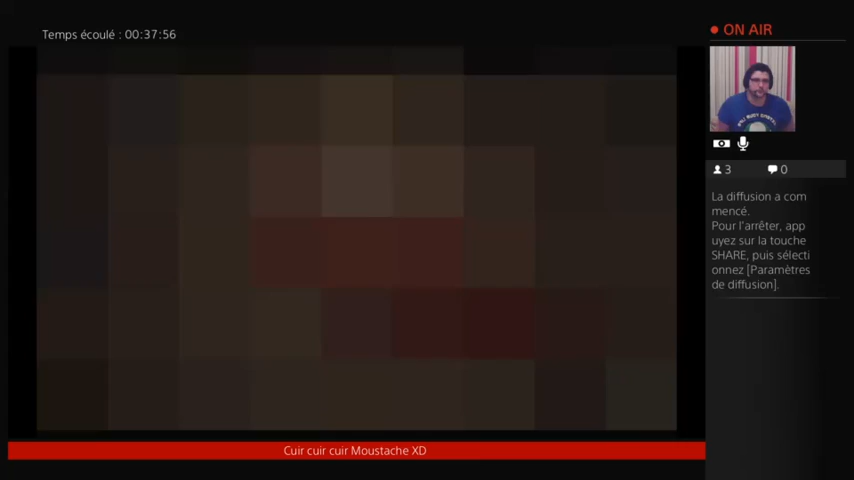 Temps écoulé : 00:37:56
ON AIR
3
0
La diffusion a com
mencé.
Pour l'arrêter, app
uyez sur la touche
SHARE, puis sélecti
onnez [Paramètres
de diffusion].
Cuir cuir cuir Moustache XD